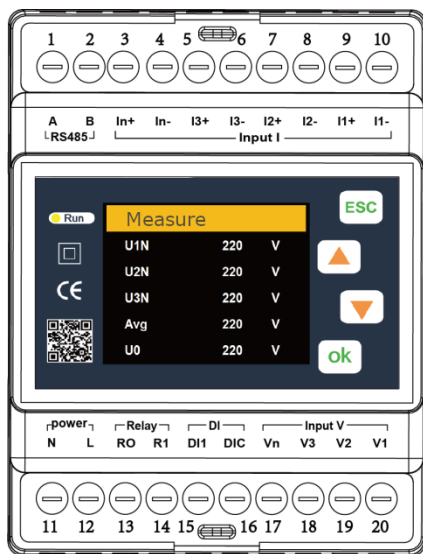 1 2 3 4 5 6 7 8 9 10
A B In+ In- I3+ I3- I2+ I2- I1+ I1-
RS485 Input I
Run
Measure
U1N 220 V
U2N 220 V
U3N 220 V
Avg 220 V
U0 220 V
CE
ESC
ok
power Relay DI Input V
N L RO R1 DI1 DIC Vn V3 V2 V1
11 12 13 14 15 16 17 18 19 20